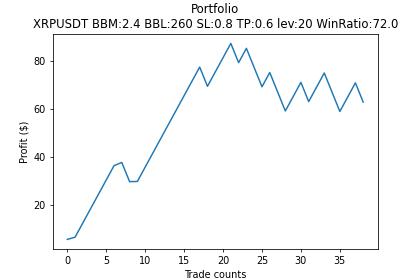 Portfolio
XRPUSDT BBM:2.4 BBL:260 SL:0.8 TP:0.6 lev:20 WinRatio:72.0
80
60
40
20
Profit ($)
0 5 10 15 20 25 30 35
Trade counts